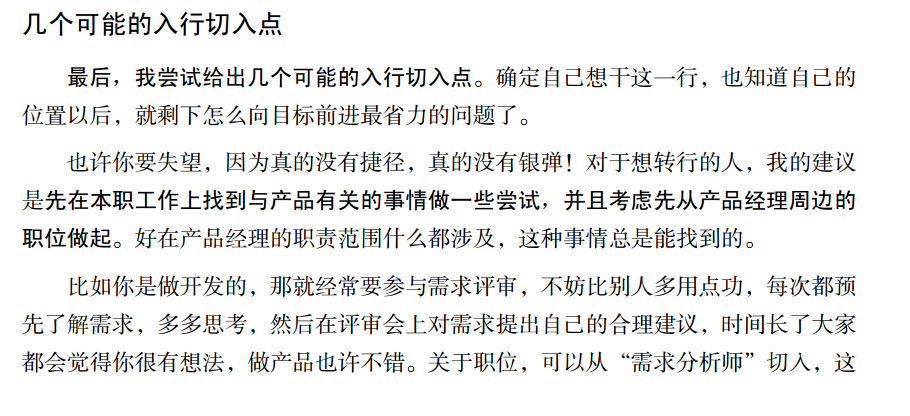 几个可能的入行切入点
最后，我尝试给出几个可能的入行切入点。确定自己想干这一行，也知道自己的
位置以后，就剩下怎么向目标前进最省力的问题了。
也许你要失望，因为真的没有捷径，真的没有银弹！对于想转行的人，我的建议
是先在本职工作上找到与产品有关的事情做一些尝试，并且考虑先从产品经理周边的
职位做起。好在产品经理的职责范围什么都涉及，这种事情总是能找到的。
比如你是做开发的，那就经常要参与需求评审，不妨比别人多用点功，每次都预
先了解需求，多多思考，然后在评审会上对需求提出自己的合理建议，时间长了大家
都会觉得你很有想法，做产品也许不错。关于职位，可以从“需求分析师”切入，这